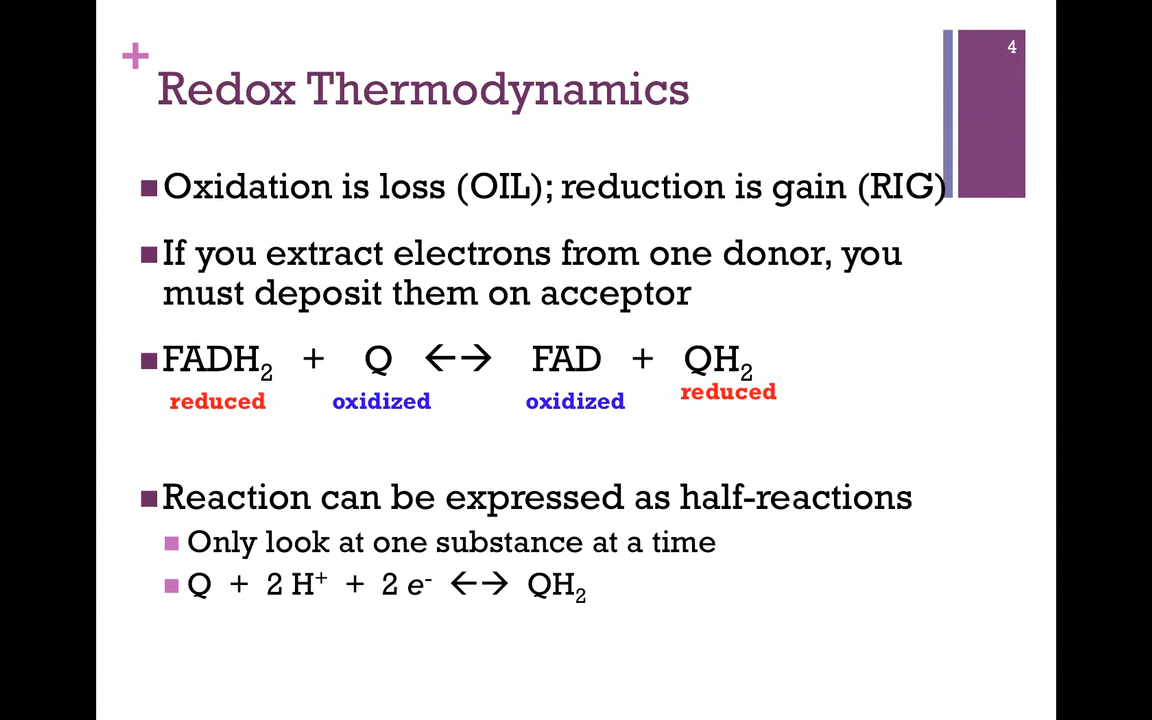 4
+
Redox Thermodynamics
■ Oxidation is loss (OIL); reduction is gain (RIG)
■ If you extract electrons from one donor, you
must deposit them on acceptor
■ FADH₂ + Q ←→ FAD + QH₂
reduced oxidized oxidized reduced
■ Reaction can be expressed as half-reactions
■ Only look at one substance at a time
■ Q + 2 H⁺ + 2 e⁻ ←→ QH₂